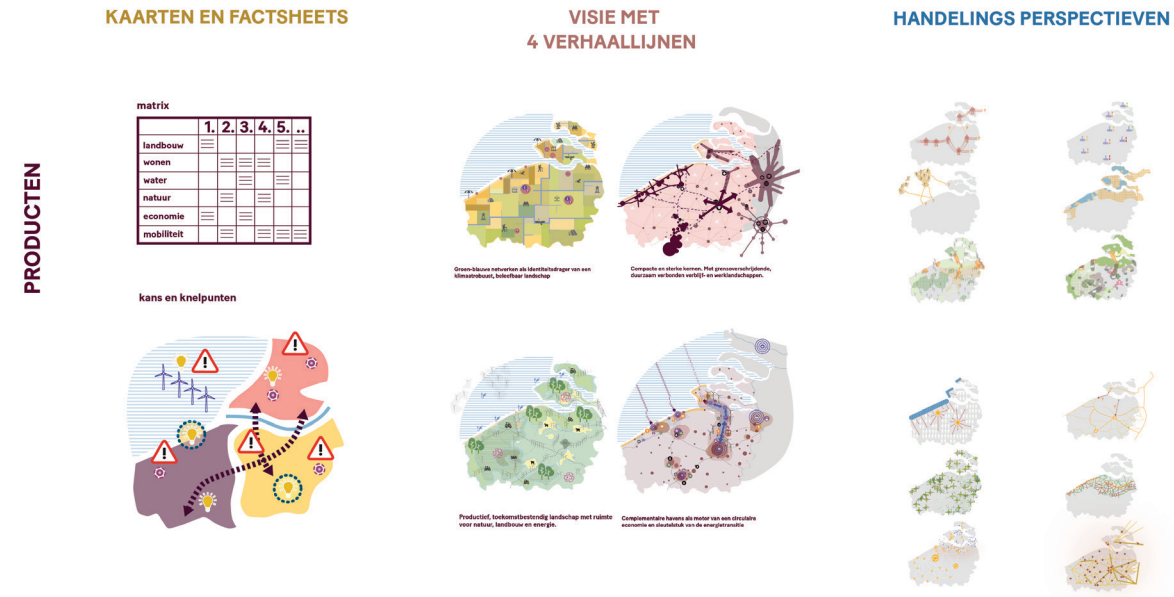 KAARTEN EN FACTSHEETS
VISIE MET
4 VERHAALLIJNEN
HANDELINGS PERSPECTIEVEN
PRODUCTEN
matrix
1. 2. 3. 4. 5. ..
landbouw
wonen
water
natuur
economie
mobiliteit
kans en knelpunten
Groen-blauwe netwerken als identiteitsdrager van een
klimaatrobuust, beleefbaar landschap
Compacte en sterke kernen. Met grensoverschrijdende,
duurzaam verbonden verblijf- en werklandschappen.
Productief, toekomstbestendig landschap met ruimte
voor natuur, landbouw en energie.
Complementaire havens als motor van een circulaire
economie en sleutelstuk van de energietransitie